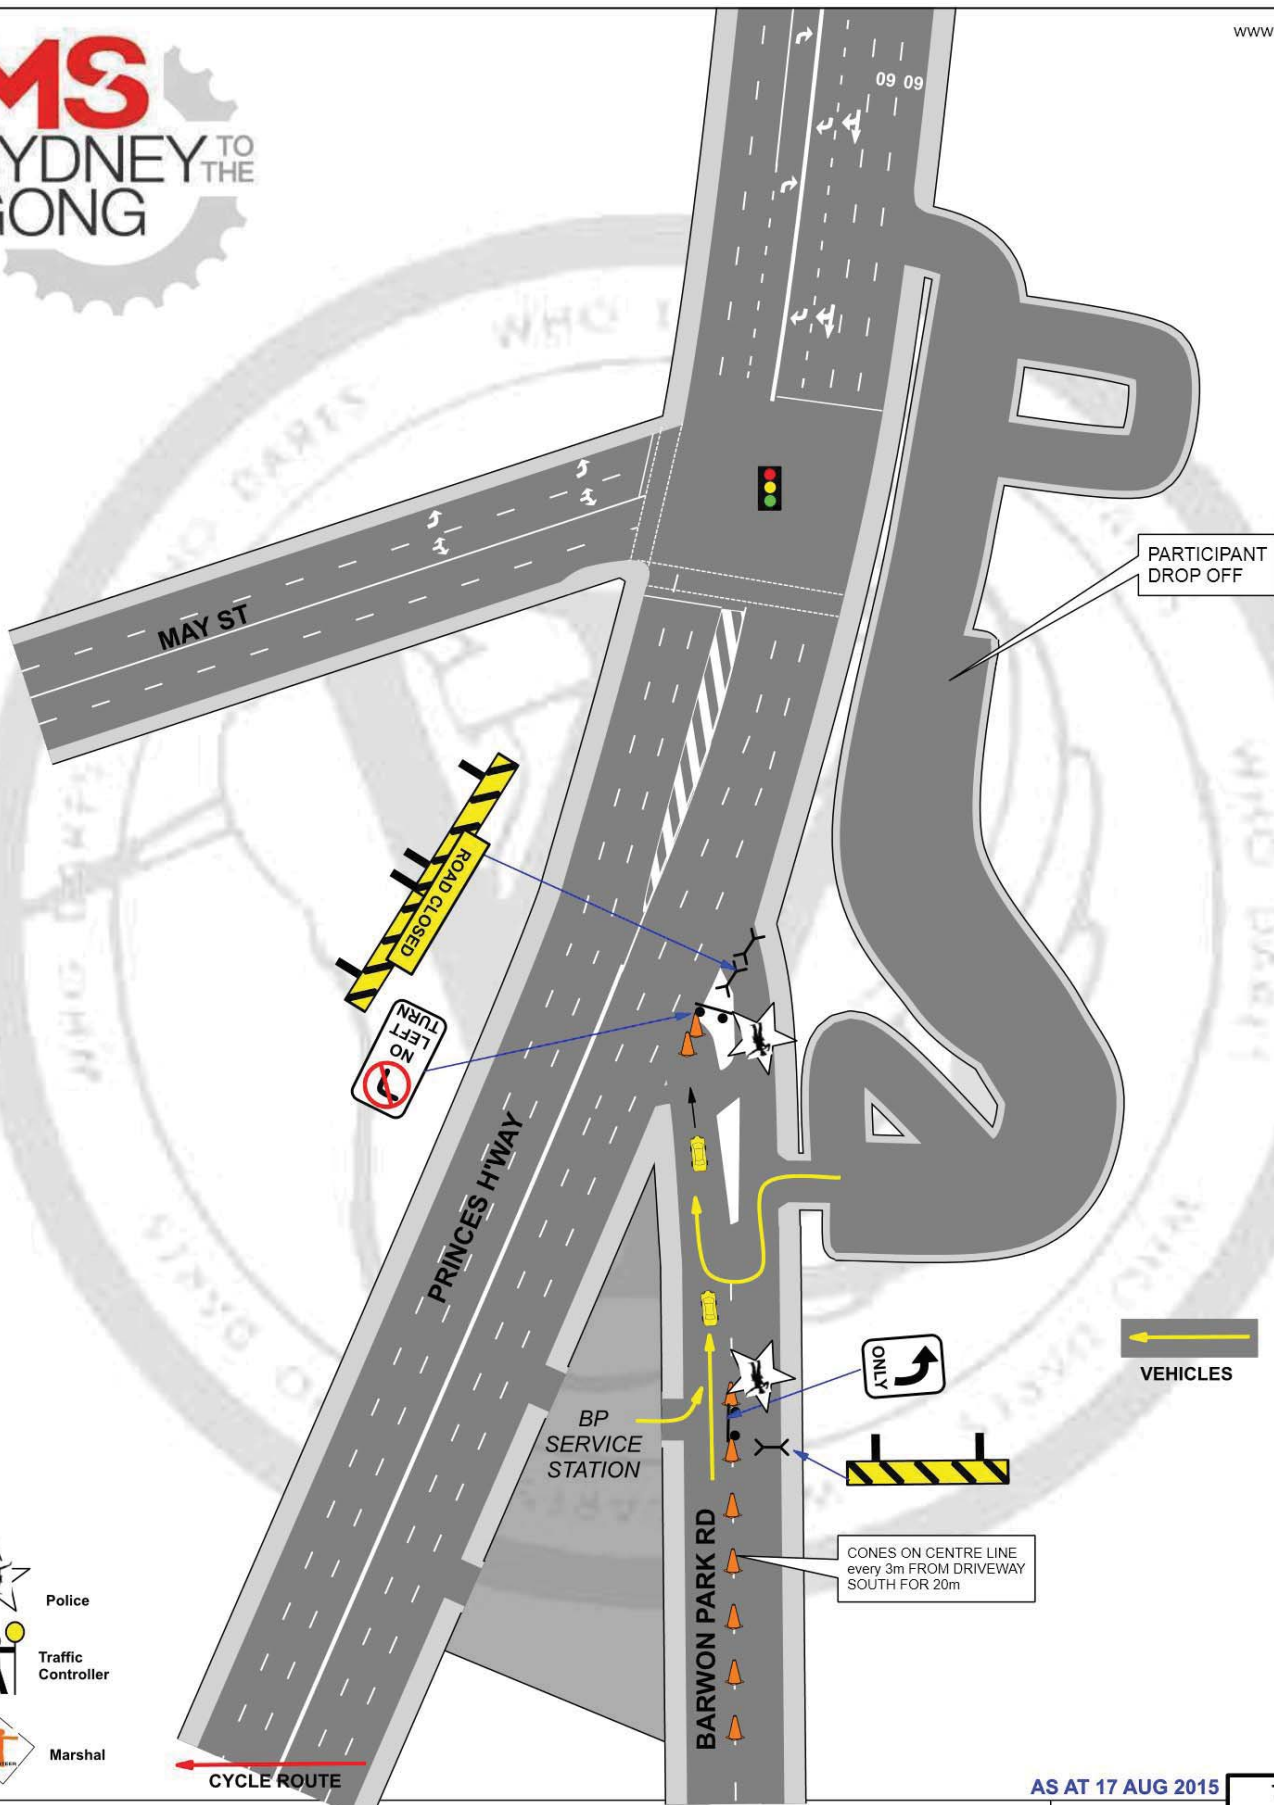 www
MS
YDNEY TO THE
GONG
09 09
PARTICIPANT
DROP OFF
MAY ST
ROAD CLOSED
NO
LEFT
TURN
PRINCES H'WAY
ONLY
VEHICLES
BP
SERVICE
STATION
BARWON PARK RD
CONES ON CENTRE LINE
every 3m FROM DRIVEWAY
SOUTH FOR 20m
Police
Traffic
Controller
Marshal
CYCLE ROUTE
AS AT 17 AUG 2015